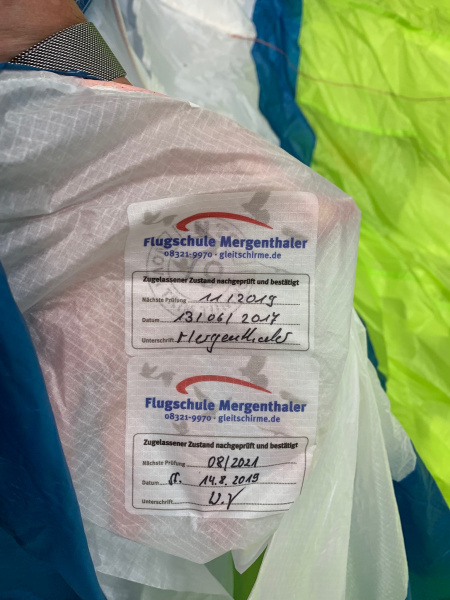 Flugschule Mergenthaler
08321-9970 · gleitschirme.de
Zugelassener Zustand nachgeprüft und bestätigt
Nächste Prüfung 11/2019
Datum 13/06/2017
Unterschrift Mergenthaler
Flugschule Mergenthaler
08321-9970 · gleitschirme.de
Zugelassener Zustand nachgeprüft und bestätigt
Nächste Prüfung 08/2021
Datum 14.8.2019
Unterschrift